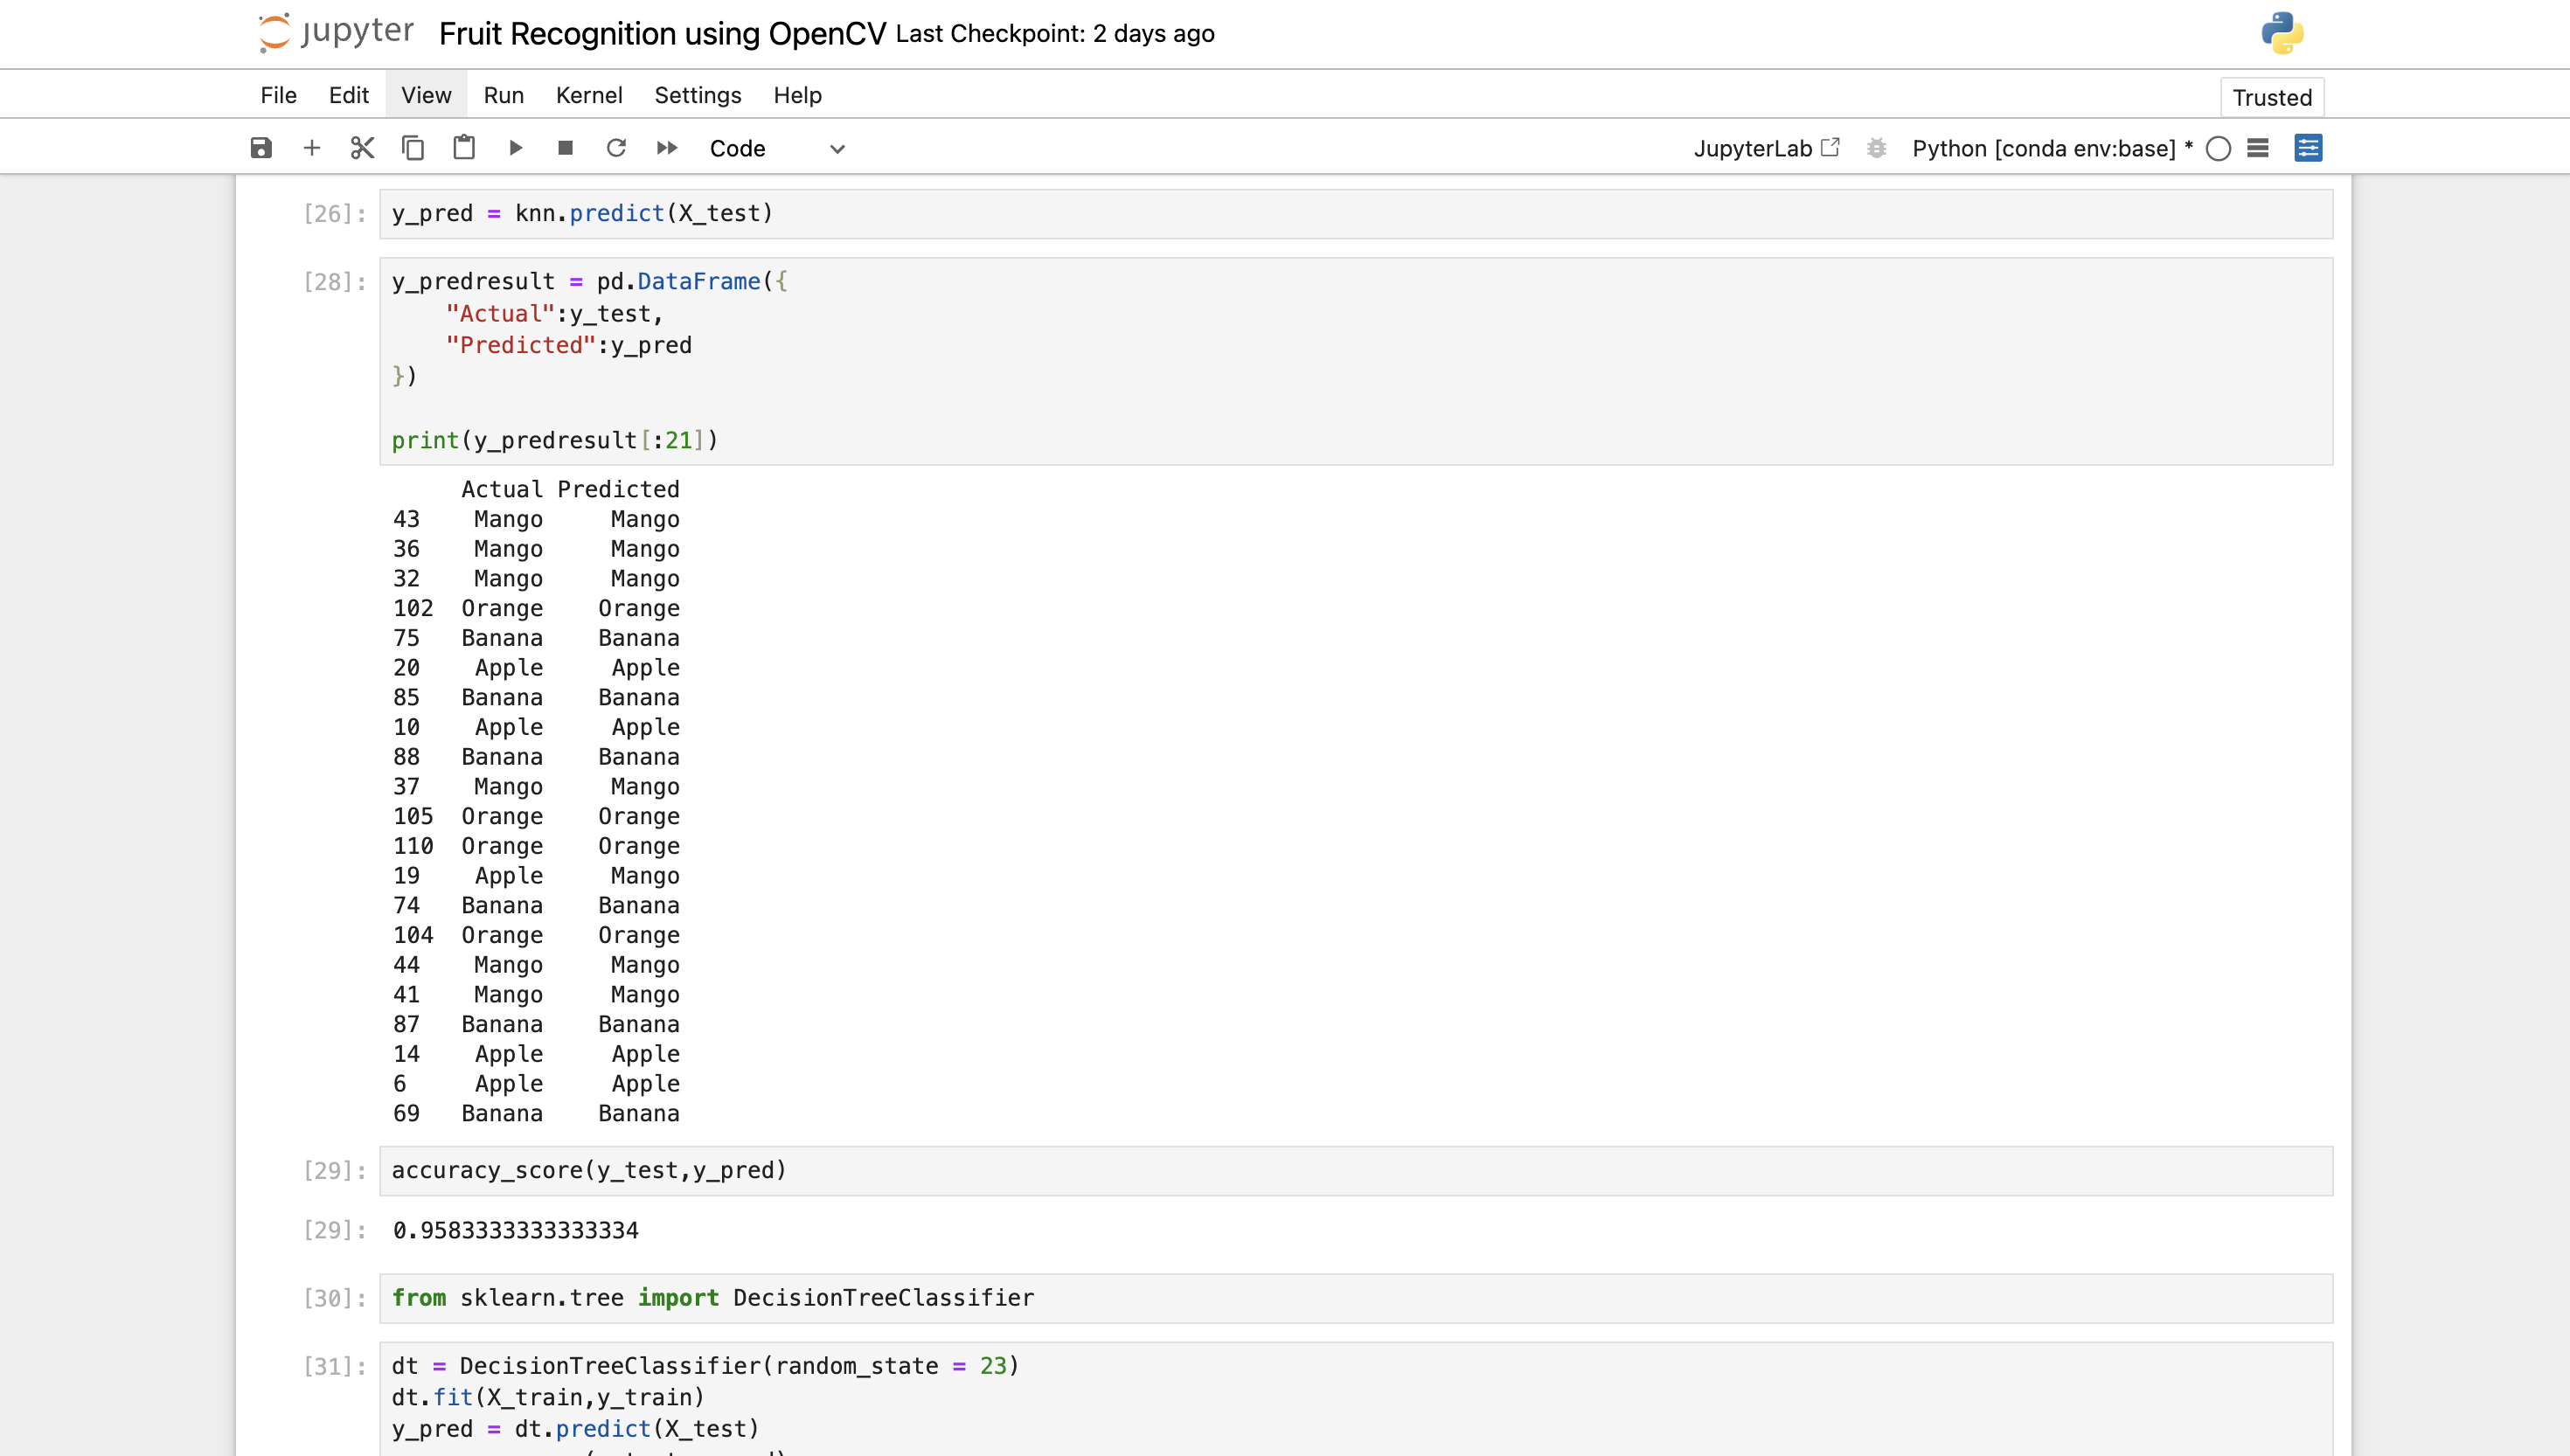 jupyter Fruit Recognition using OpenCV Last Checkpoint: 2 days ago
File Edit View Run Kernel Settings Help Trusted
Code JupyterLab Python [conda env:base] *
[26]: y_pred = knn.predict(X_test)
[28]: y_predresult = pd.DataFrame({
    "Actual":y_test,
    "Predicted":y_pred
})
print(y_predresult[:21])
     Actual Predicted
43    Mango     Mango
36    Mango     Mango
32    Mango     Mango
102  Orange    Orange
75   Banana    Banana
20    Apple     Apple
85   Banana    Banana
10    Apple     Apple
88   Banana    Banana
37    Mango     Mango
105  Orange    Orange
110  Orange    Orange
19    Apple     Mango
74   Banana    Banana
104  Orange    Orange
44    Mango     Mango
41    Mango     Mango
87   Banana    Banana
14    Apple     Apple
6     Apple     Apple
69   Banana    Banana
[29]: accuracy_score(y_test,y_pred)
[29]: 0.9583333333333334
[30]: from sklearn.tree import DecisionTreeClassifier
[31]: dt = DecisionTreeClassifier(random_state = 23)
dt.fit(X_train,y_train)
y_pred = dt.predict(X_test)